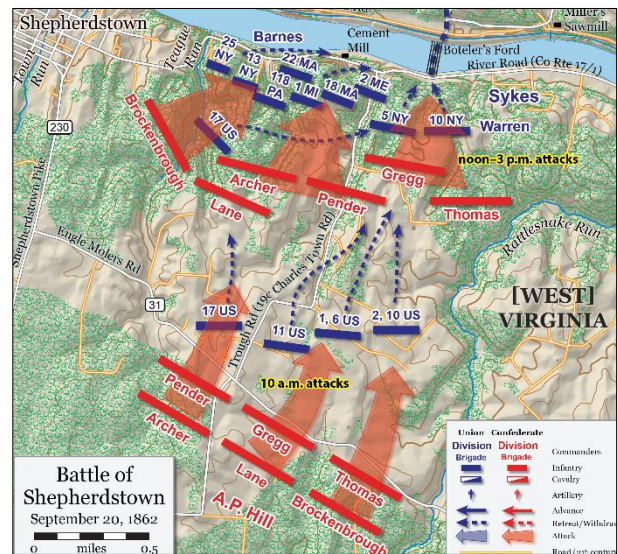 Shepherdstown
Miller's
Sawmill
Town
Run
Teague
Run
Barnes
Cement
Mill
Boteler's Ford
River Road (Co Rte 17/1)
25
NY
13
NY
22 MA
118
PA
1 MI
18 MA
2 ME
Sykes
230
Brockenbrough
17 US
5 NY
10 NY
Warren
noon–3 p.m. attacks
Archer
Lane
Pender
Gregg
Thomas
Shepherdstown Pike
Engle Molers Rd
Trough Rd (19c Charles Town Rd)
Rattlesnake Run
[WEST]
VIRGINIA
31
17 US
11 US
1, 6 US
2, 10 US
10 a.m. attacks
Pender
Archer
Gregg
Lane
Thomas
Brockenbrough
A.P. Hill
Battle of
Shepherdstown
September 20, 1862
0 miles 0.5
Union Confederate
Division Division Commanders
Brigade Brigade
Infantry
Cavalry
Artillery
Advance
Retreat/Withdraw
Attack
Road (19th century